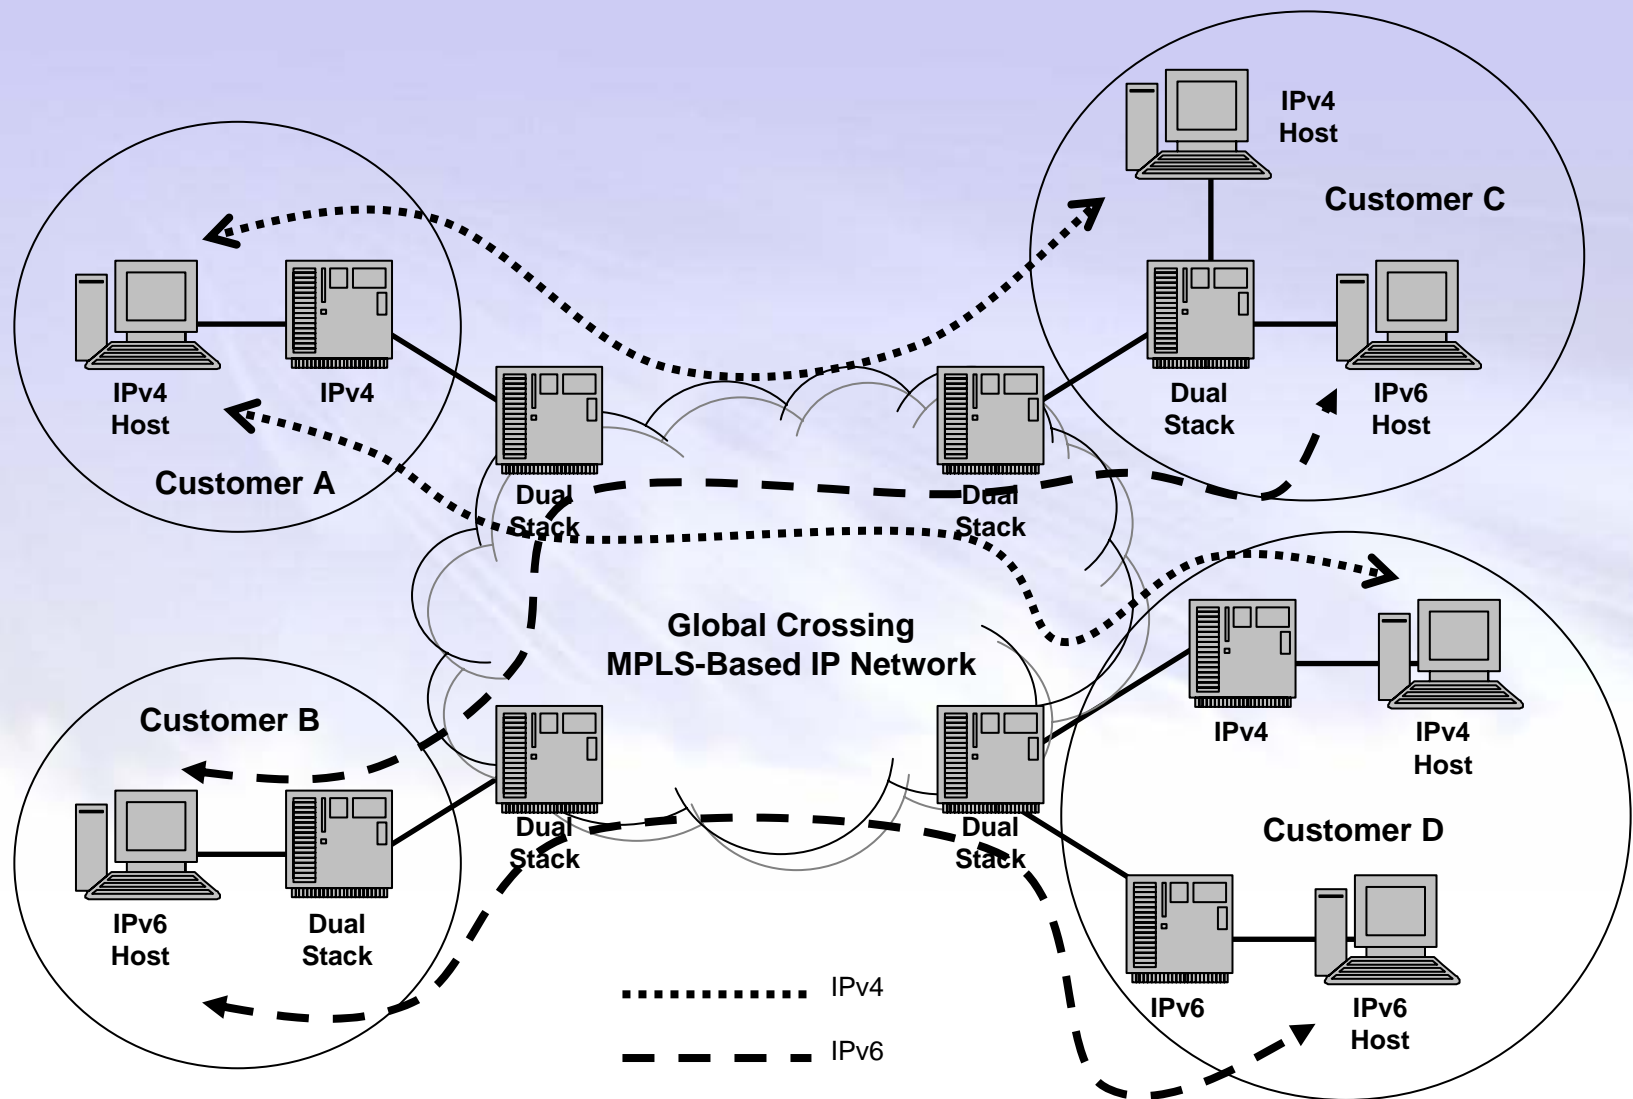 IPv4
Host
Customer C
IPv4
Host
IPv4
Customer A
Dual
Stack
IPv6
Host
Dual
Stack
Dual
Stack
Global Crossing
MPLS-Based IP Network
Customer B
IPv6
Host
Dual
Stack
Dual
Stack
Dual
Stack
IPv4
IPv4
Host
Customer D
IPv6
IPv6
Host
IPv4
IPv6